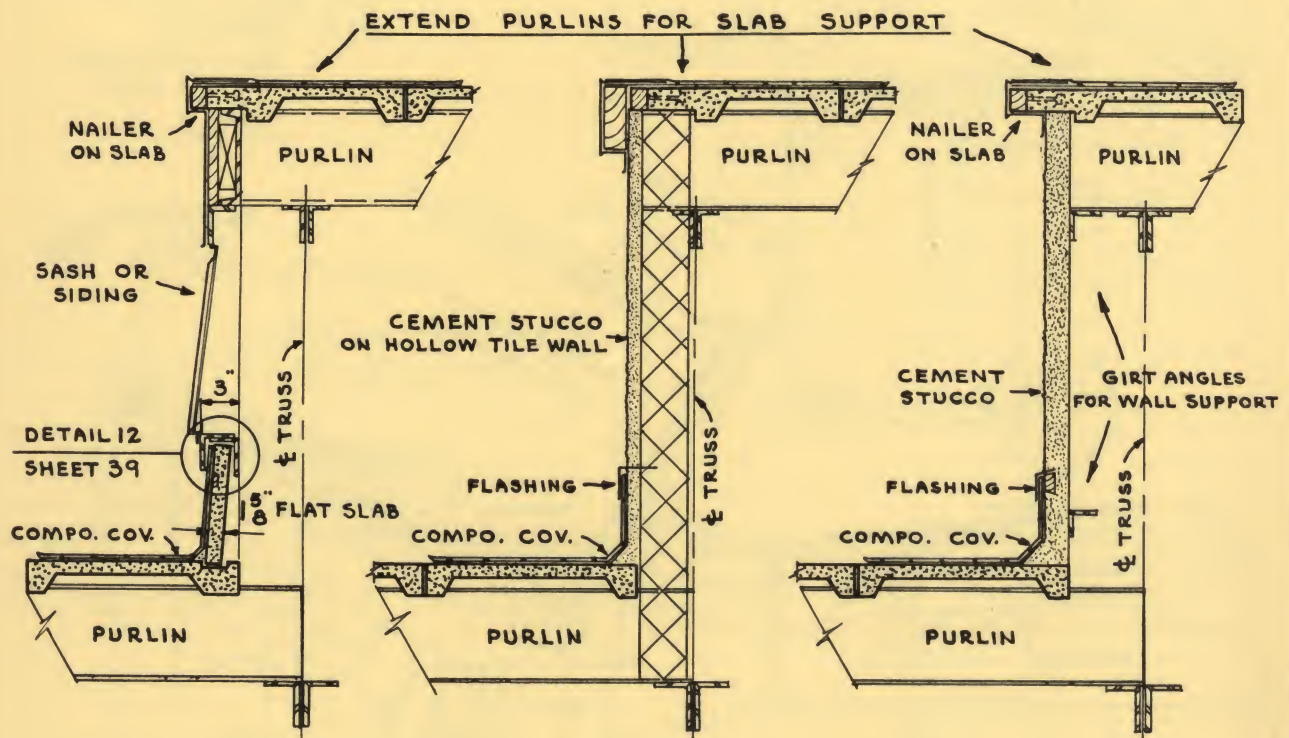 EXTEND PURLINS FOR SLAB SUPPORT
NAILER
ON SLAB
PURLIN
SASH OR
SIDING
3"
℄ TRUSS
DETAIL 12
SHEET 39
1 5/8" FLAT SLAB
COMPO. COV.
PURLIN
PURLIN
CEMENT STUCCO
ON HOLLOW TILE WALL
℄ TRUSS
FLASHING
COMPO. COV.
PURLIN
NAILER
ON SLAB
PURLIN
CEMENT
STUCCO
GIRT ANGLES
FOR WALL SUPPORT
FLASHING
℄ TRUSS
COMPO. COV.
PURLIN